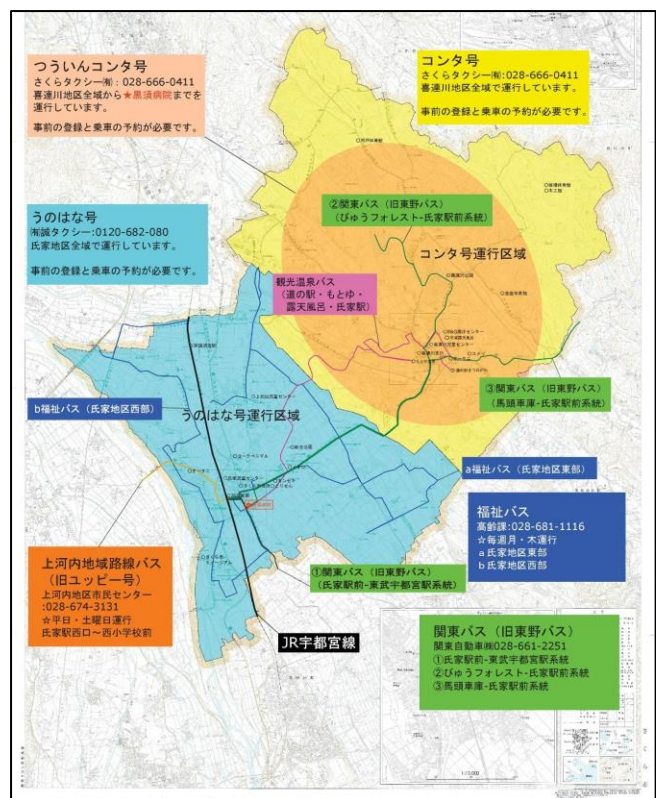 つういんコンタ号
さくらタクシー㈲：028-666-0411
喜連川地区全域から★黒須病院までを
運行しています。
事前の登録と乗車の予約が必要です。
コンタ号
さくらタクシー㈲:028-666-0411
喜連川地区全域で運行しています。
事前の登録と乗車の予約が必要です。
うのはな号
㈲誠タクシー:0120-682-080
氏家地区全域で運行しています。
事前の登録と乗車の予約が必要です。
②関東バス（旧東野バス）
（びゅうフォレスト-氏家駅前系統）
コンタ号運行区域
観光温泉バス
（道の駅・もとゆ・
露天風呂・氏家駅）
③関東バス（旧東野バス）
（馬頭車庫-氏家駅前系統）
b福祉バス（氏家地区西部）
うのはな号運行区域
a福祉バス（氏家地区東部）
福祉バス
高齢課:028-681-1116
☆毎週月・木運行
a 氏家地区東部
b 氏家地区西部
上河内地域路線バス
（旧ユッピー号）
上河内地区市民センター
:028-674-3131
☆平日・土曜日運行
氏家駅西口～西小学校前
①関東バス（旧東野バス）
（氏家駅前-東武宇都宮駅系統）
JR宇都宮線
関東バス（旧東野バス）
関東自動車㈱028-661-2251
①氏家駅前-東武宇都宮駅系統
②びゅうフォレスト-氏家駅前系統
③馬頭車庫-氏家駅前系統